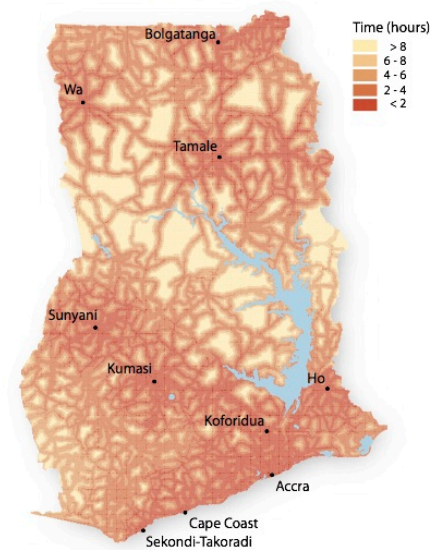 Time (hours)
> 8
6 - 8
4 - 6
2 - 4
< 2
Bolgatanga
Wa
Tamale
Sunyani
Kumasi
Ho
Koforidua
Accra
Cape Coast
Sekondi-Takoradi